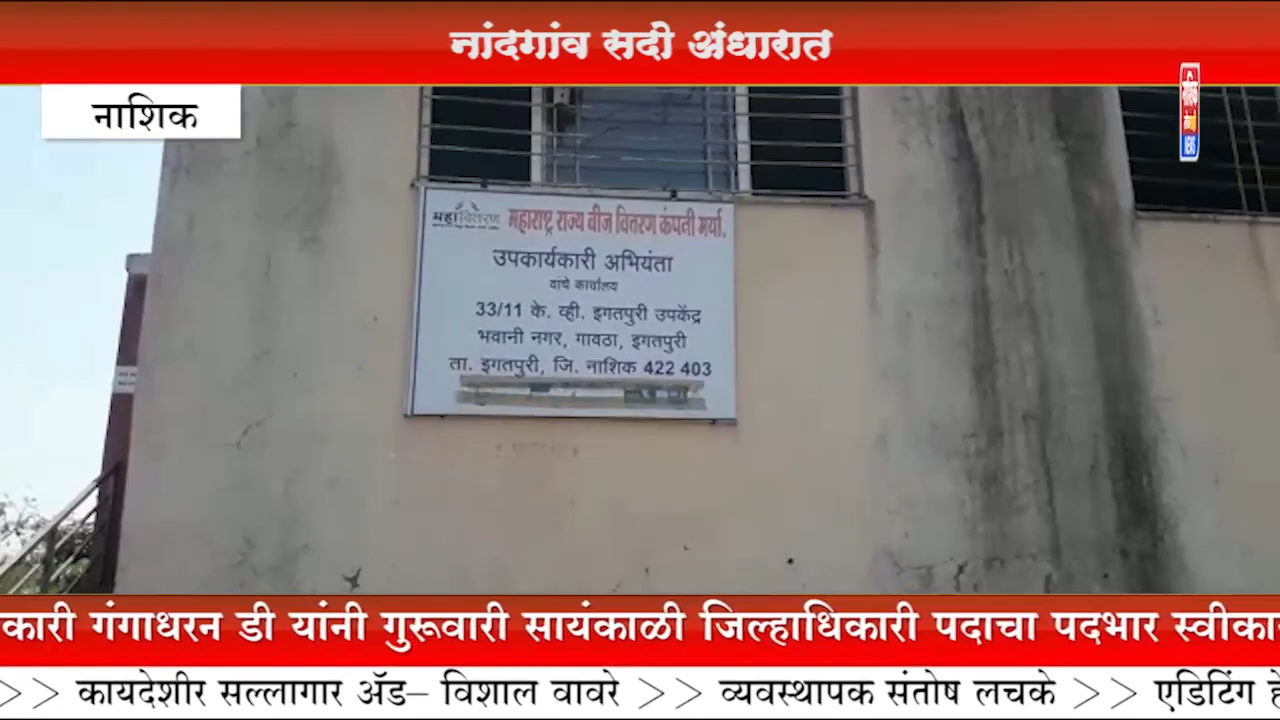 नांदगांव सदो अंधारात
नाशिक
महावितरण
महाराष्ट्र राज्य वीज वितरण कंपनी मर्या.
उपकार्यकारी अभियंता
यांचे कार्यालय
33/11 के. व्ही. इगतपुरी उपकेंद्र
भवानी नगर, गावठा, इगतपुरी
ता. इगतपुरी, जि. नाशिक 422 403
कारी गंगाधरन डी यांनी गुरूवारी सायंकाळी जिल्हाधिकारी पदाचा पदभार स्वीका
>> कायदेशीर सल्लागार ॲड– विशाल वावरे >> व्यवस्थापक संतोष लचके >> एडिटिंग हे